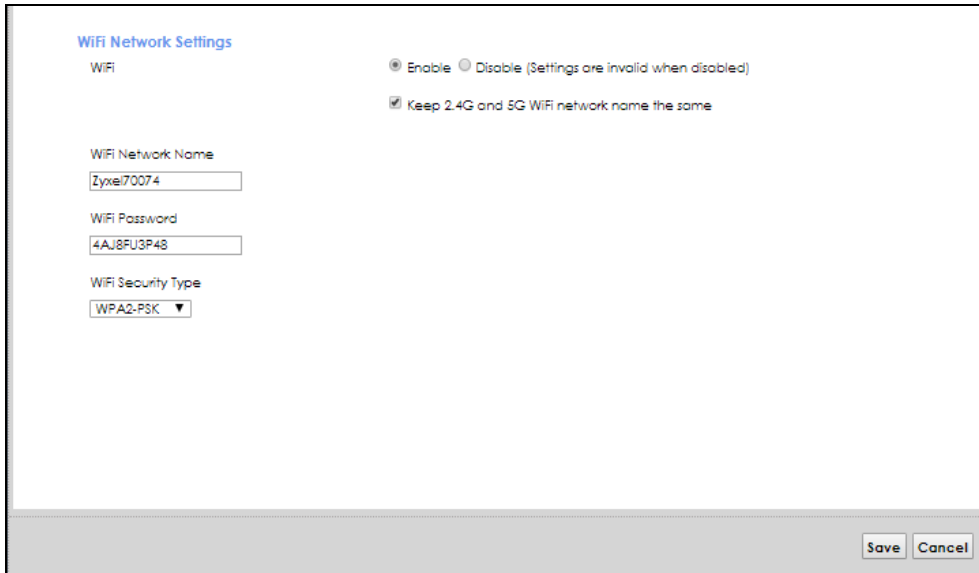 WiFi Network Settings
WiFi
Enable Disable (Settings are invalid when disabled)
Keep 2.4G and 5G WiFi network name the same
WiFi Network Name
Zyxel70074
WiFi Password
4AJ8FU3P48
WiFi Security Type
WPA2-PSK
Save Cancel